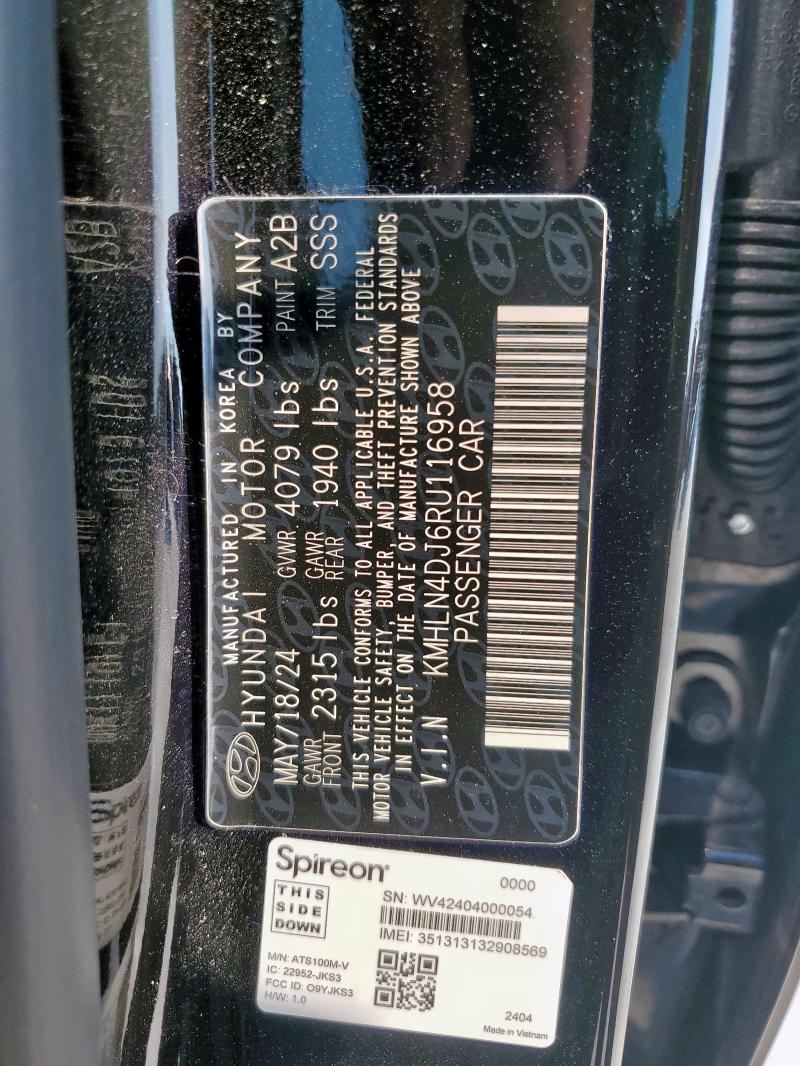 MANUFACTURED IN KOREA BY
HYUNDAI MOTOR COMPANY
MAY/18/24 GVWR 4079 lbs PAINT A2B
GAWR FRONT 2315 lbs GAWR REAR 1940 lbs TRIM SSS
THIS VEHICLE CONFORMS TO ALL APPLICABLE U.S.A. FEDERAL
MOTOR VEHICLE SAFETY, BUMPER, AND THEFT PREVENTION STANDARDS
IN EFFECT ON THE DATE OF MANUFACTURE SHOWN ABOVE
V.I.N KMHLN4DJ6RU116958
PASSENGER CAR
Spireon
0000
THIS
SIDE
DOWN
SN: WV42404000054
IMEI: 351313132908569
M/N: ATS100M-V
IC: 22952-JKS3
FCC ID: O9YJKS3
H/W: 1.0
2404
Made in Vietnam